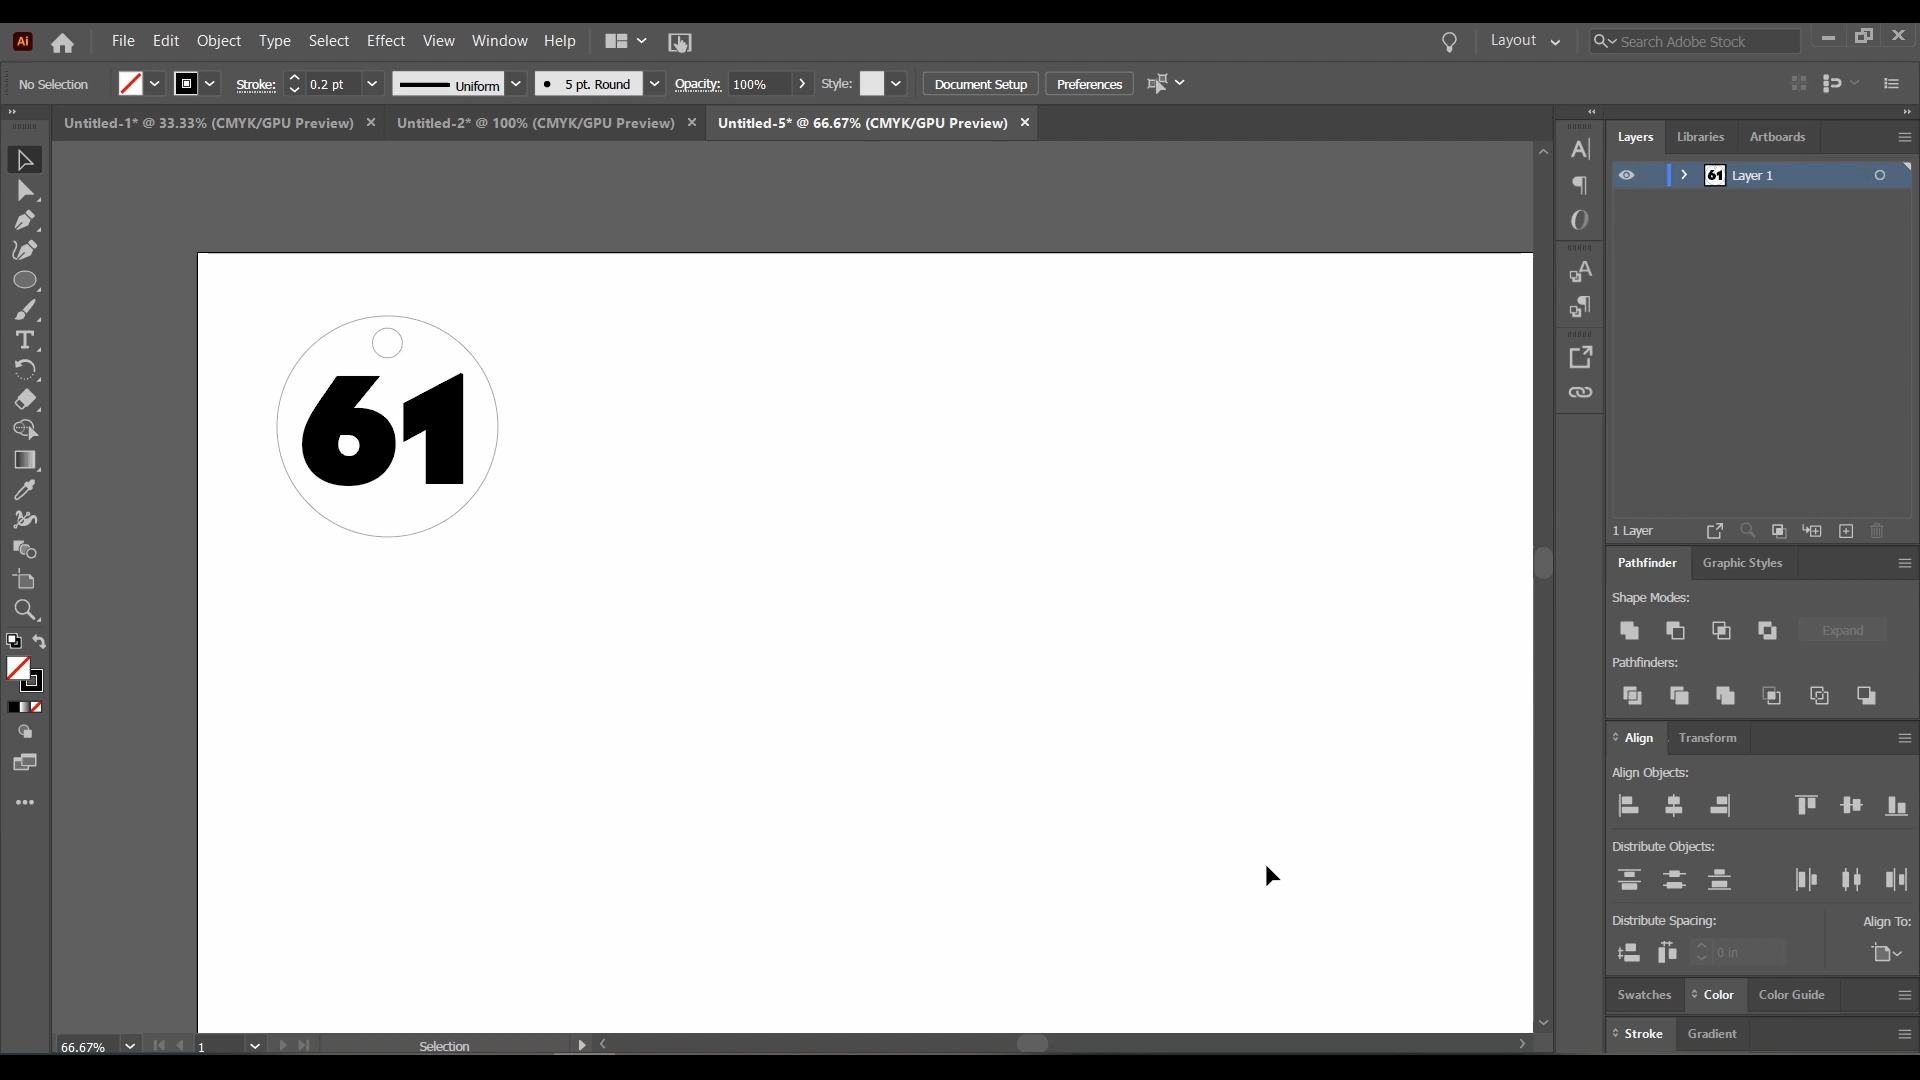 Ai File Edit Object Type Select Effect View Window Help Layout Search Adobe Stock
No Selection Stroke: 0.2 pt Uniform 5 pt. Round Opacity: 100% Style: Document Setup Preferences
Untitled-1* @ 33.33% (CMYK/GPU Preview) Untitled-2* @ 100% (CMYK/GPU Preview) Untitled-5* @ 66.67% (CMYK/GPU Preview)
Layers Libraries Artboards
61 Layer 1
61
1 Layer
Pathfinder Graphic Styles
Shape Modes:
Expand
Pathfinders:
Align Transform
Align Objects:
Distribute Objects:
Distribute Spacing: Align To:
0 in
Swatches Color Color Guide
Stroke Gradient
66.67% 1 Selection